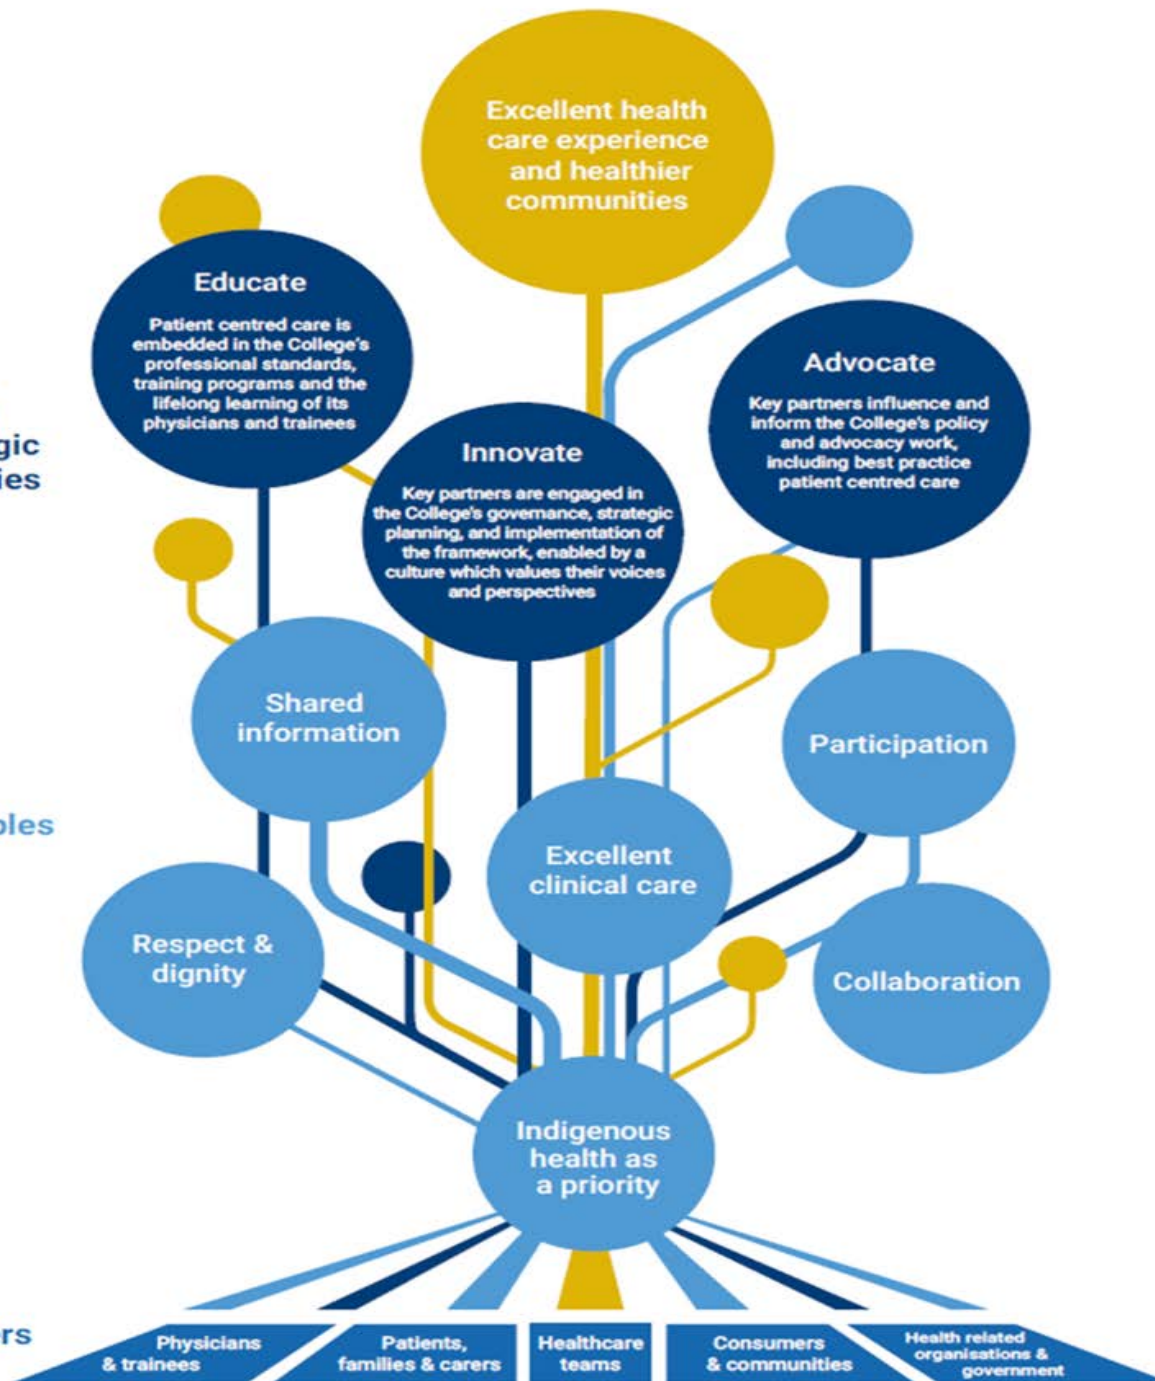 Excellent health
care experience
and healthier
communities
Educate
Patient centred care is
embedded in the College's
professional standards,
training programs and the
lifelong learning of its
physicians and trainees
Advocate
Key partners influence and
inform the College's policy
and advocacy work,
including best practice
patient centred care
gic
ies
Innovate
Key partners are engaged in
the College's governance, strategic
planning, and implementation of
the framework, enabled by a
culture which values their voices
and perspectives
Shared
information
Participation
ples
Excellent
clinical care
Respect &
dignity
Collaboration
Indigenous
health as
a priority
rs
Physicians
& trainees
Patients,
families & carers
Healthcare
teams
Consumers
& communities
Health related
organisations &
government